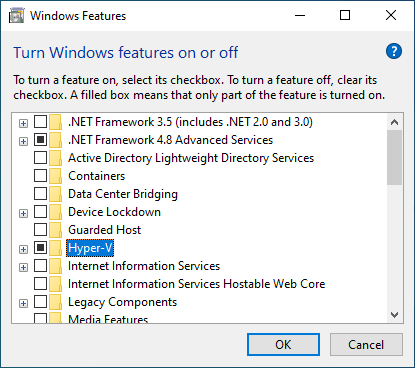 Windows Features
Turn Windows features on or off
?
To turn a feature on, select its checkbox. To turn a feature off, clear its
checkbox. A filled box means that only part of the feature is turned on.
.NET Framework 3.5 (includes .NET 2.0 and 3.0)
.NET Framework 4.8 Advanced Services
Active Directory Lightweight Directory Services
Containers
Data Center Bridging
Device Lockdown
Guarded Host
Hyper-V
Internet Information Services
Internet Information Services Hostable Web Core
Legacy Components
Media Features
OK Cancel